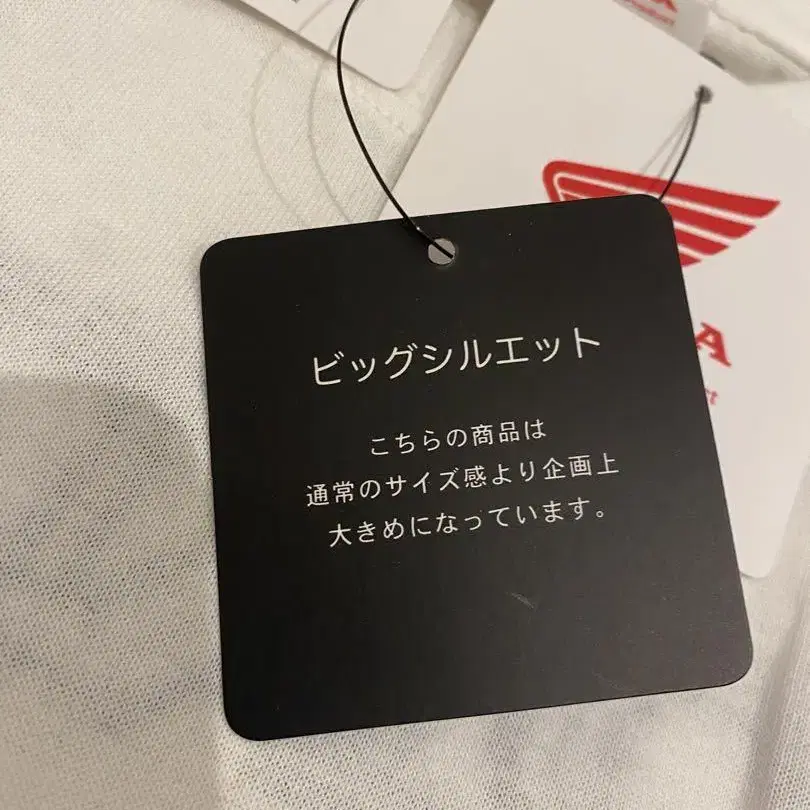 ビッグシルエット
こちらの商品は
通常のサイズ感より企画上
大きめになっています。
A